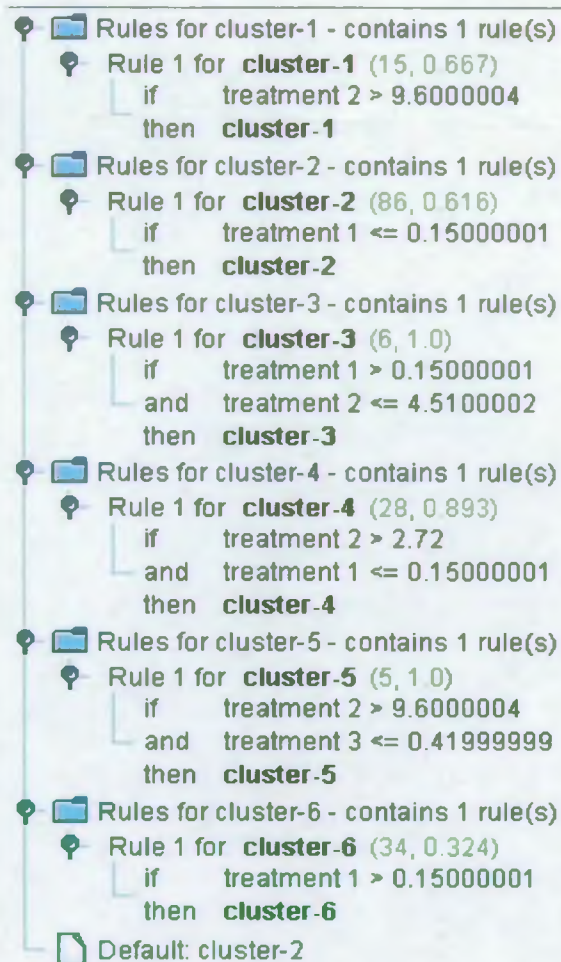 Rules for cluster-1 - contains 1 rule(s)
Rule 1 for cluster-1 (15, 0.667)
if treatment 2 > 9.6000004
then cluster-1
Rules for cluster-2 - contains 1 rule(s)
Rule 1 for cluster-2 (86, 0.616)
if treatment 1 <= 0.15000001
then cluster-2
Rules for cluster-3 - contains 1 rule(s)
Rule 1 for cluster-3 (6, 1.0)
if treatment 1 > 0.15000001
and treatment 2 <= 4.5100002
then cluster-3
Rules for cluster-4 - contains 1 rule(s)
Rule 1 for cluster-4 (28, 0.893)
if treatment 2 > 2.72
and treatment 1 <= 0.15000001
then cluster-4
Rules for cluster-5 - contains 1 rule(s)
Rule 1 for cluster-5 (5, 1.0)
if treatment 2 > 9.6000004
and treatment 3 <= 0.41999999
then cluster-5
Rules for cluster-6 - contains 1 rule(s)
Rule 1 for cluster-6 (34, 0.324)
if treatment 1 > 0.15000001
then cluster-6
Default: cluster-2